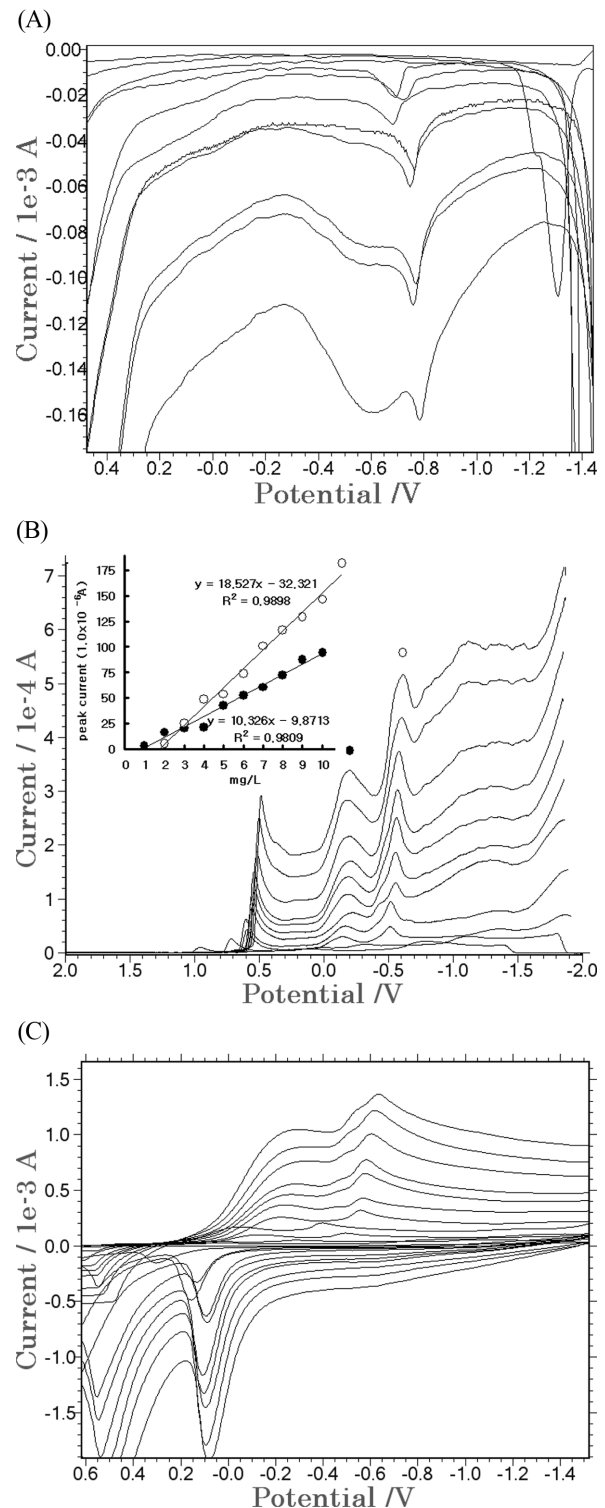 (A)
0.00
-0.02
-0.04
-0.06
-0.08
-0.10
-0.12
-0.14
-0.16
Current / 1e-3 A
0.4 0.2 -0.0 -0.2 -0.4 -0.6 -0.8 -1.0 -1.2 -1.4
Potential /V
(B)
7
6
5
4
3
2
1
0
Current / 1e-4 A
175
150
125
100
75
50
25
0
peak current (1.0x10 -6A)
y = 18,527x - 32,321
R2 = 0,9898
y = 10,326x - 9,8713
R2 = 0,9809
0 1 2 3 4 5 6 7 8 9 10
mg/L
2.0 1.5 1.0 0.5 0.0 -0.5 -1.0 -1.5 -2.0
Potential /V
(C)
1.5
1.0
0.5
0.0
-0.5
-1.0
-1.5
Current / 1e-3 A
0.6 0.4 0.2 -0.0 -0.2 -0.4 -0.6 -0.8 -1.0 -1.2 -1.4
Potential /V